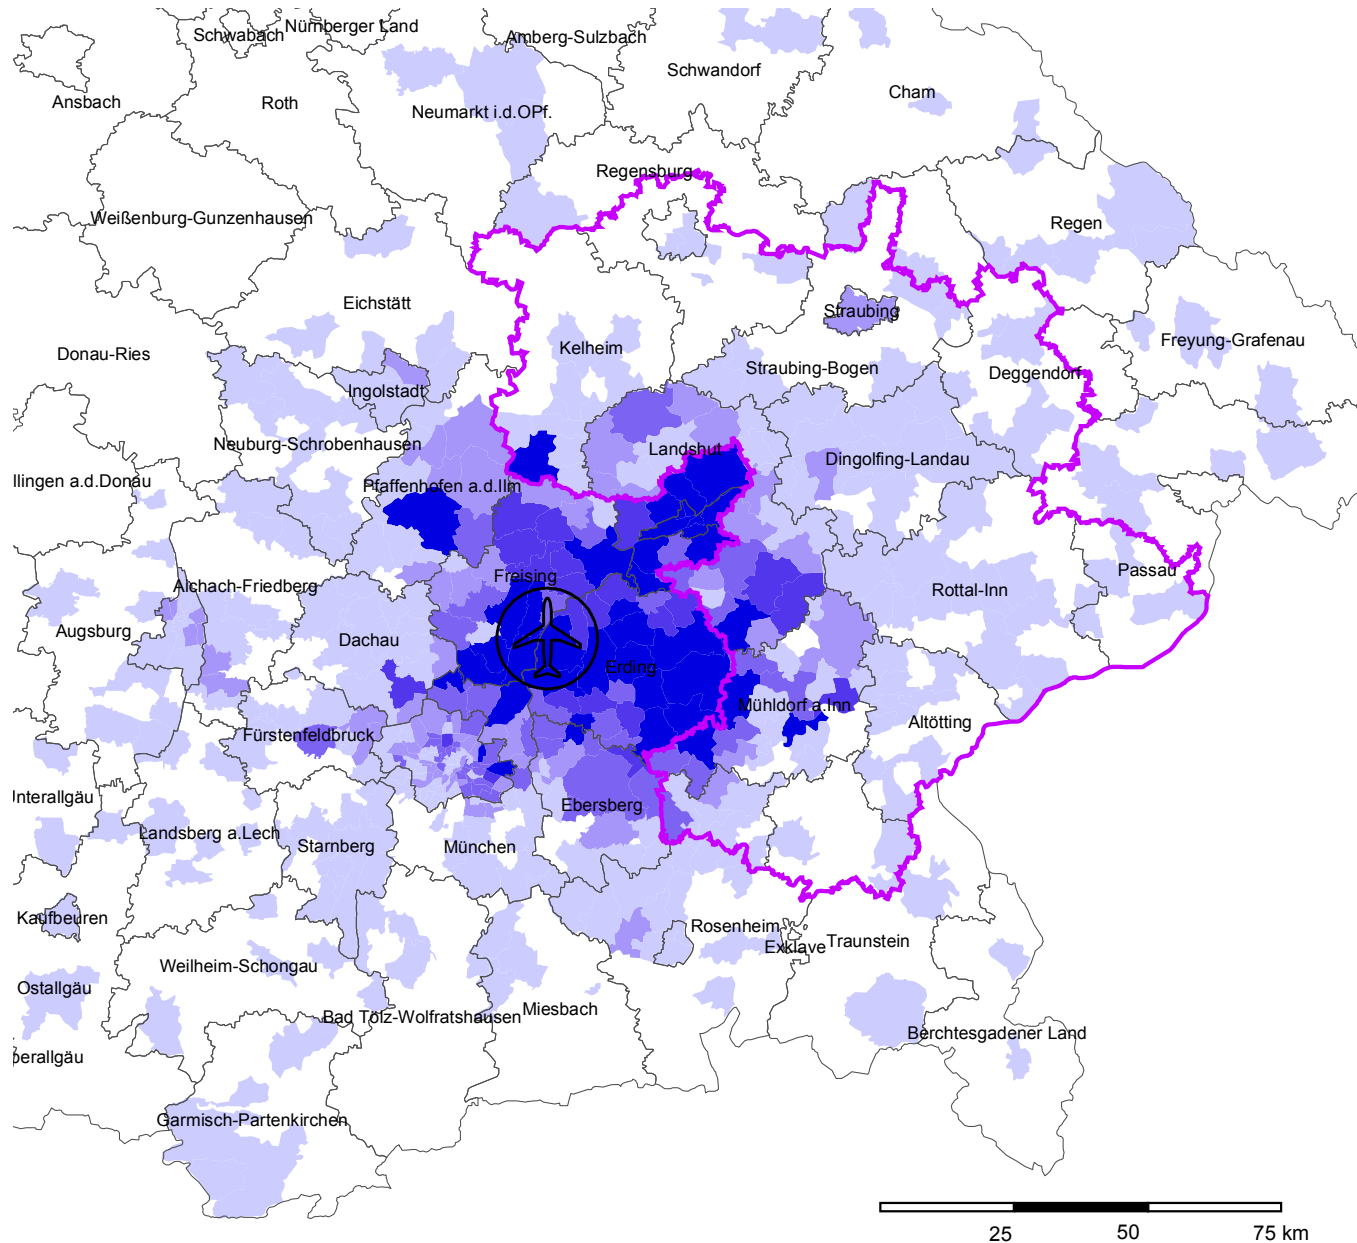 Schwabach
Nürnberger Land
Amberg-Sulzbach
Schwandorf
Cham
Ansbach
Roth
Neumarkt i.d.OPf.
Regensburg
Weißenburg-Gunzenhausen
Regen
Eichstätt
Straubing
Donau-Ries
Kelheim
Freyung-Grafenau
Straubing-Bogen
Deggendorf
Ingolstadt
Neuburg-Schrobenhausen
Landshut
Dingolfing-Landau
llingen a.d.Donau
Pfaffenhofen a.d.Ilm
Freising
Passau
Aichach-Friedberg
Rottal-Inn
Augsburg
Dachau
Erding
Mühldorf a.Inn
Altötting
Fürstenfeldbruck
Unterallgäu
Ebersberg
Landsberg a.Lech
Starnberg
München
Kaufbeuren
Rosenheim
Exklave
Traunstein
Weilheim-Schongau
Ostallgäu
Bad Tölz-Wolfratshausen
Miesbach
Berchtesgadener Land
perallgäu
Garmisch-Partenkirchen
25 50 75 km